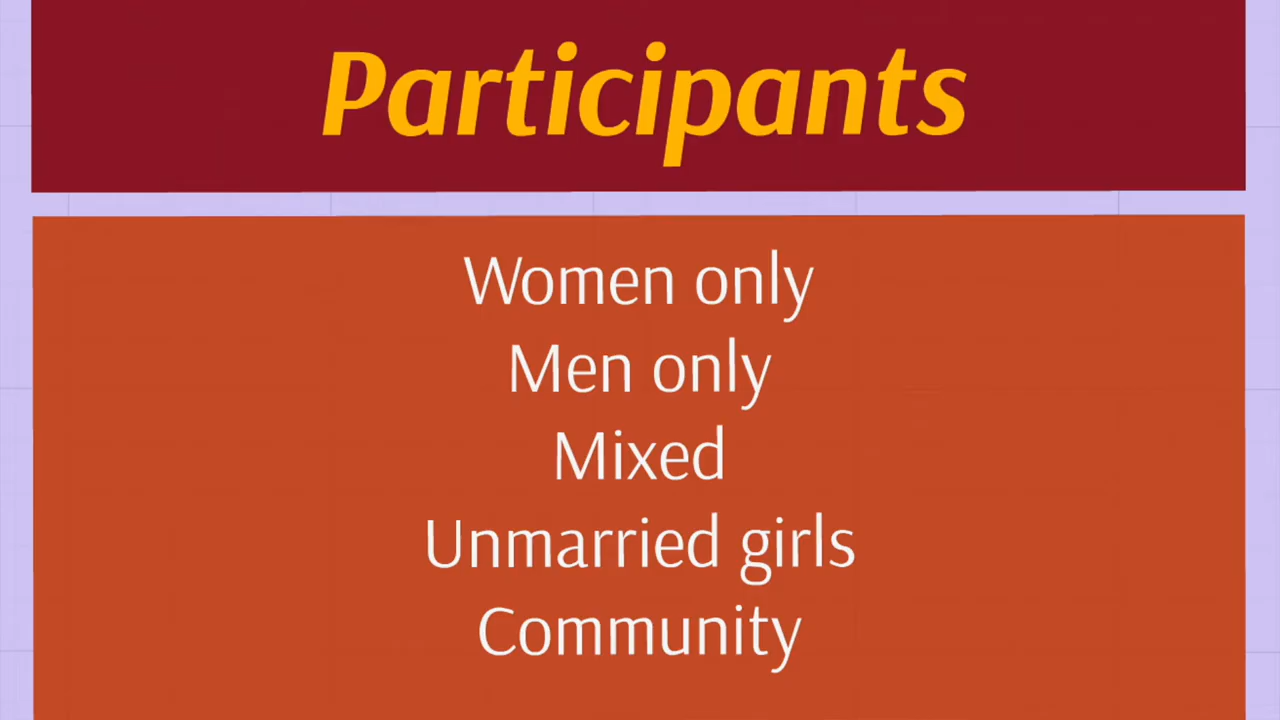 Participants
Women only
Men only
Mixed
Unmarried girls
Community